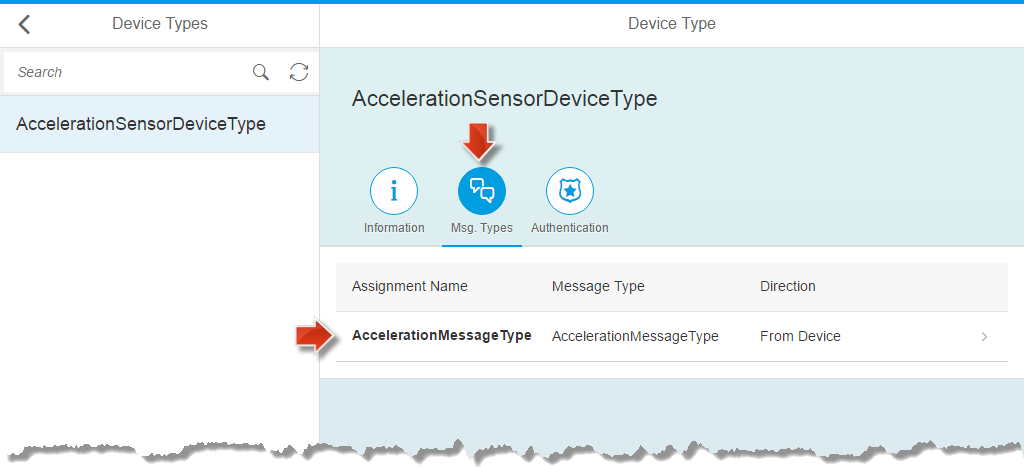 Device Types
Device Type
Search
AccelerationSensorDeviceType
AccelerationSensorDeviceType
Information
Msg. Types
Authentication
Assignment Name
Message Type
Direction
AccelerationMessageType
AccelerationMessageType
From Device